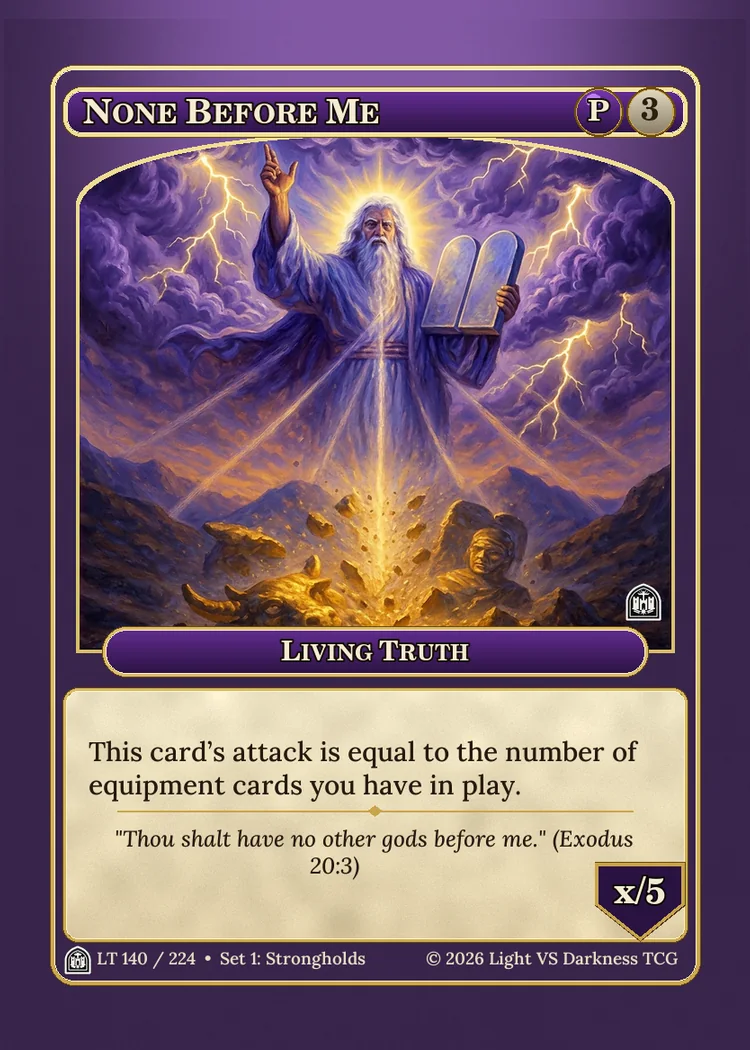 None Before Me P 3
Living Truth
This card's attack is equal to the number of
equipment cards you have in play.
"Thou shalt have no other gods before me." (Exodus
20:3)
x/5
LT 140 / 224 • Set 1: Strongholds © 2026 Light VS Darkness TCG